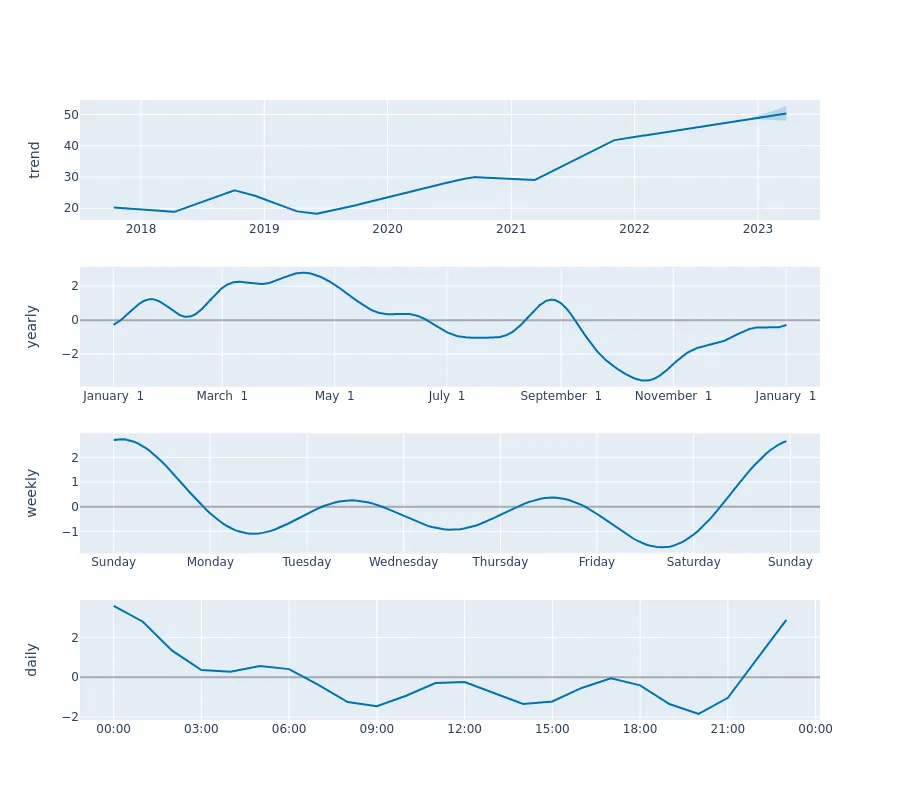 trend
50
40
30
20
2018 2019 2020 2021 2022 2023
yearly
2
0
−2
January 1 March 1 May 1 July 1 September 1 November 1 January 1
weekly
2
1
0
−1
Sunday Monday Tuesday Wednesday Thursday Friday Saturday Sunday
daily
2
0
−2
00:00 03:00 06:00 09:00 12:00 15:00 18:00 21:00 00:00